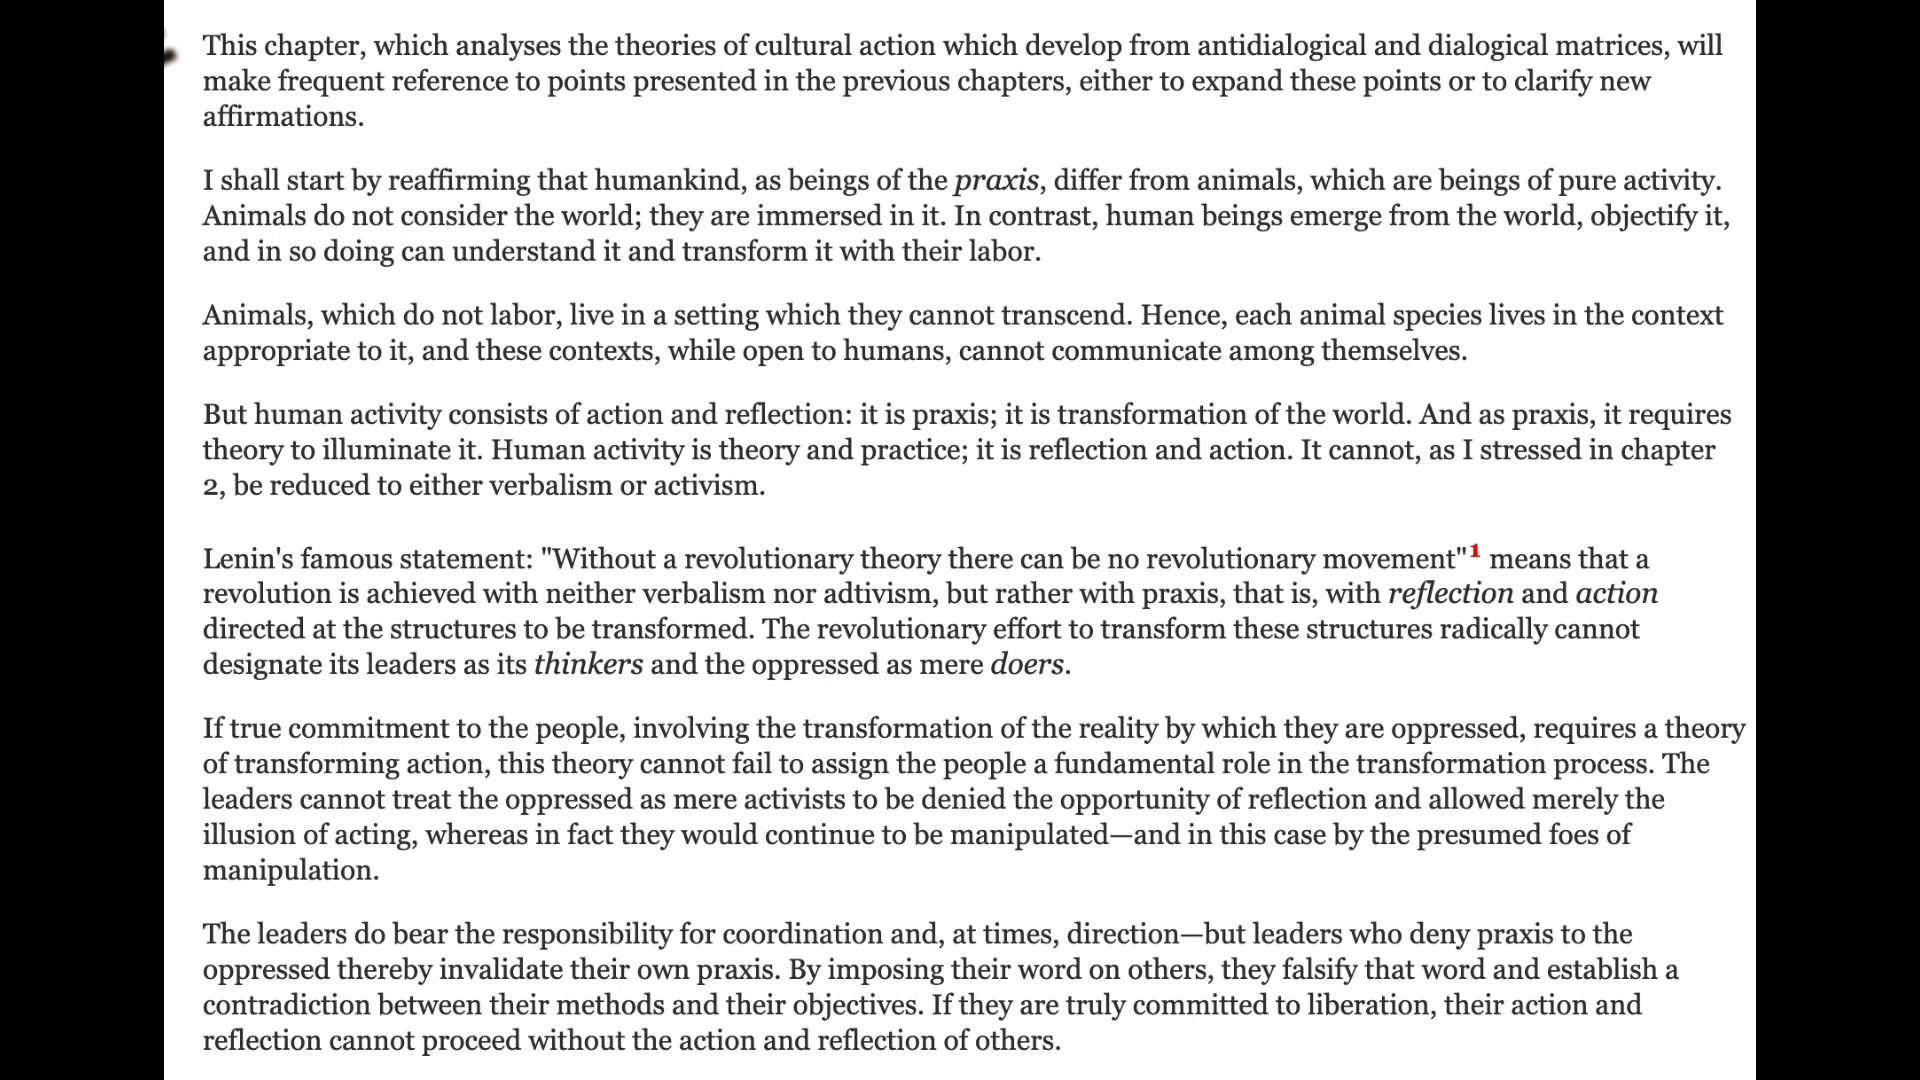 This chapter, which analyses the theories of cultural action which develop from antidialogical and dialogical matrices, will
make frequent reference to points presented in the previous chapters, either to expand these points or to clarify new
affirmations.
I shall start by reaffirming that humankind, as beings of the praxis, differ from animals, which are beings of pure activity.
Animals do not consider the world; they are immersed in it. In contrast, human beings emerge from the world, objectify it,
and in so doing can understand it and transform it with their labor.
Animals, which do not labor, live in a setting which they cannot transcend. Hence, each animal species lives in the context
appropriate to it, and these contexts, while open to humans, cannot communicate among themselves.
But human activity consists of action and reflection: it is praxis; it is transformation of the world. And as praxis, it requires
theory to illuminate it. Human activity is theory and practice; it is reflection and action. It cannot, as I stressed in chapter
2, be reduced to either verbalism or activism.
Lenin's famous statement: "Without a revolutionary theory there can be no revolutionary movement"1 means that a
revolution is achieved with neither verbalism nor adtivism, but rather with praxis, that is, with reflection and action
directed at the structures to be transformed. The revolutionary effort to transform these structures radically cannot
designate its leaders as its thinkers and the oppressed as mere doers.
If true commitment to the people, involving the transformation of the reality by which they are oppressed, requires a theory
of transforming action, this theory cannot fail to assign the people a fundamental role in the transformation process. The
leaders cannot treat the oppressed as mere activists to be denied the opportunity of reflection and allowed merely the
illusion of acting, whereas in fact they would continue to be manipulated—and in this case by the presumed foes of
manipulation.
The leaders do bear the responsibility for coordination and, at times, direction—but leaders who deny praxis to the
oppressed thereby invalidate their own praxis. By imposing their word on others, they falsify that word and establish a
contradiction between their methods and their objectives. If they are truly committed to liberation, their action and
reflection cannot proceed without the action and reflection of others.